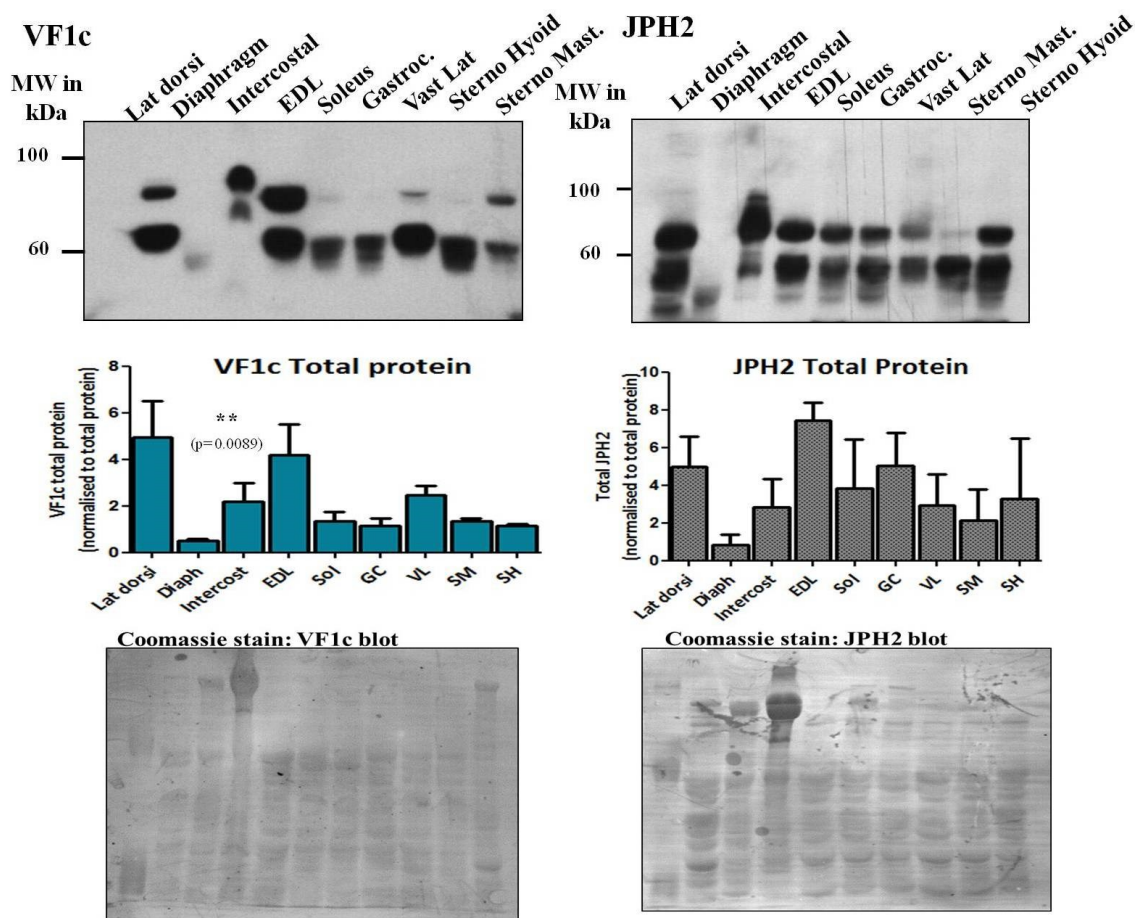 VF1c
MW in
kDa
Lat dorsi
Diaphragm
Intercostal
EDL
Soleus
Gastroc.
Vast Lat
Sterno Hyoid
Sterno Mast.
100
60
JPH2
MW in
kDa
Lat dorsi
Diaphragm
Intercostal
EDL
Soleus
Gastroc.
Vast Lat
Sterno Mast.
Sterno Hyoid
100
60
VF1c Total protein
VF1c total protein
(normalised to total protein)
8
6
4
2
0
**
(p=0.0089)
Lat dorsi
Diaph
Intercost
EDL
Sol
GC
VL
SM
SH
JPH2 Total Protein
Total JPH2
(normalised to total protein)
10
8
6
4
2
0
Lat dorsi
Diaph
Intercost
EDL
Sol
GC
VL
SM
SH
Coomassie stain: VF1c blot
Coomassie stain: JPH2 blot